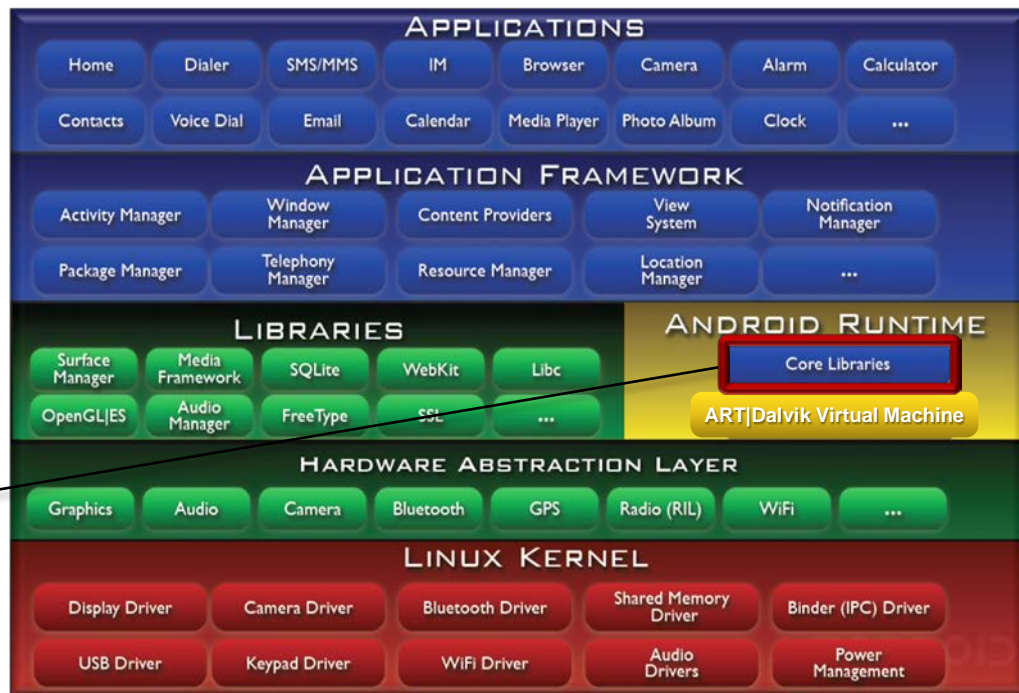 APPLICATIONS
Home Dialer SMS/MMS IM Browser Camera Alarm Calculator
Contacts Voice Dial Email Calendar Media Player Photo Album Clock ...
APPLICATION FRAMEWORK
Activity Manager Window Manager Content Providers View System Notification Manager
Package Manager Telephony Manager Resource Manager Location Manager ...
LIBRARIES
Surface Manager Media Framework SQLite WebKit Libc
OpenGL|ES Audio Manager FreeType SSL ...
ANDROID RUNTIME
Core Libraries
ART|Dalvik Virtual Machine
HARDWARE ABSTRACTION LAYER
Graphics Audio Camera Bluetooth GPS Radio (RIL) WiFi ...
LINUX KERNEL
Display Driver Camera Driver Bluetooth Driver Shared Memory Driver Binder (IPC) Driver
USB Driver Keypad Driver WiFi Driver Audio Drivers Power Management